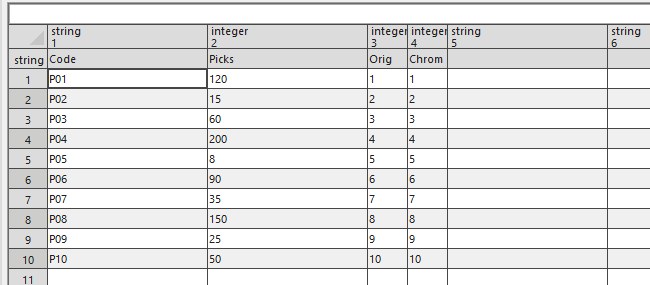 string integer integer integer string string
1 2 3 4 5 6
string Code Picks Orig Chrom
1 P01 120 1 1
2 P02 15 2 2
3 P03 60 3 3
4 P04 200 4 4
5 P05 8 5 5
6 P06 90 6 6
7 P07 35 7 7
8 P08 150 8 8
9 P09 25 9 9
10 P10 50 10 10
11